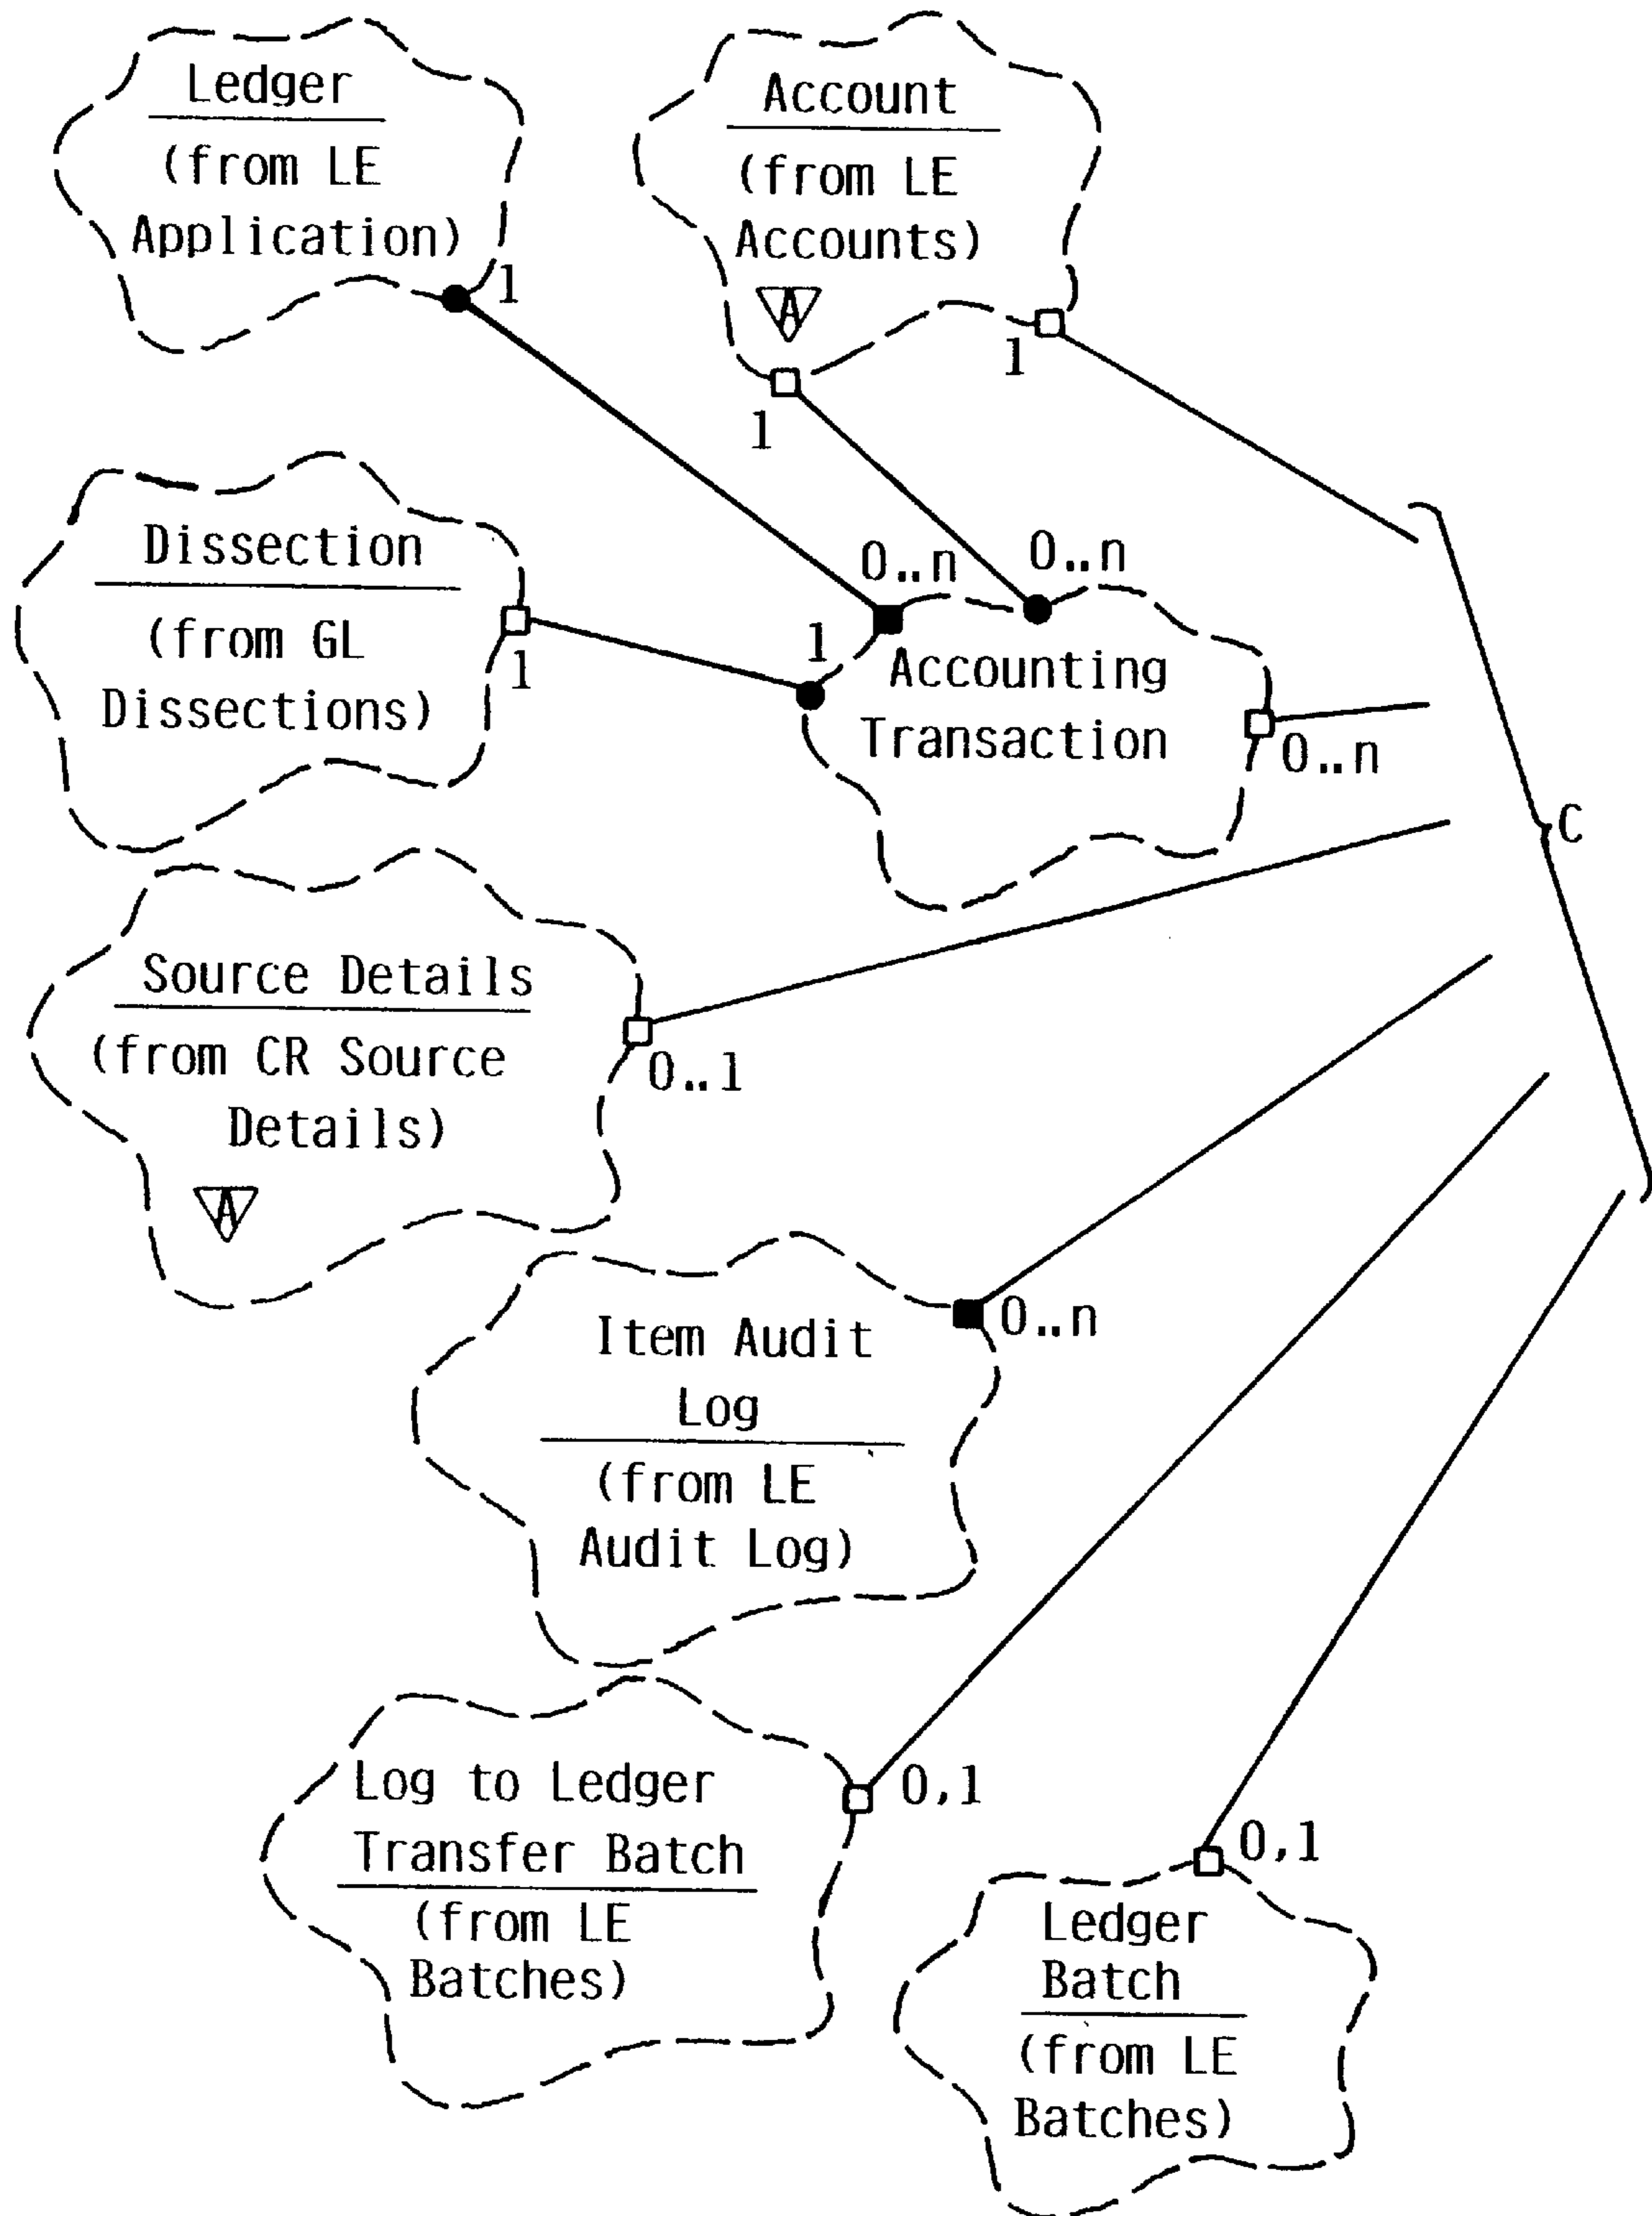 Ledger
(from LE
Application)
1
Account
(from LE
Accounts)
A
1
1
Dissection
(from GL
Dissections)
1
0..n
0..n
1
Accounting
Transaction
0..n
C
Source Details
(from CR Source
Details)
A
0..1
Item Audit
Log
(from LE
Audit Log)
0..n
Log to Ledger
Transfer Batch
(from LE
Batches)
0,1
0,1
Ledger
Batch
(from LE
Batches)